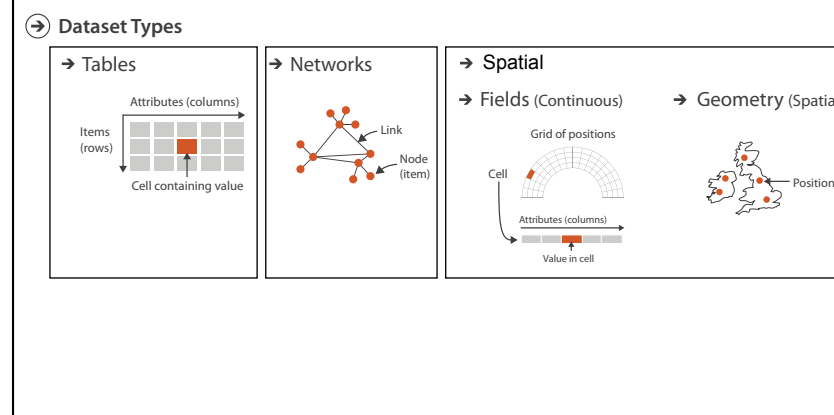 Dataset Types
Tables
Attributes (columns)
Items
(rows)
Cell containing value
Networks
Link
Node
(item)
Spatial
Fields (Continuous)
Grid of positions
Cell
Attributes (columns)
Value in cell
Geometry (Spatia
Position